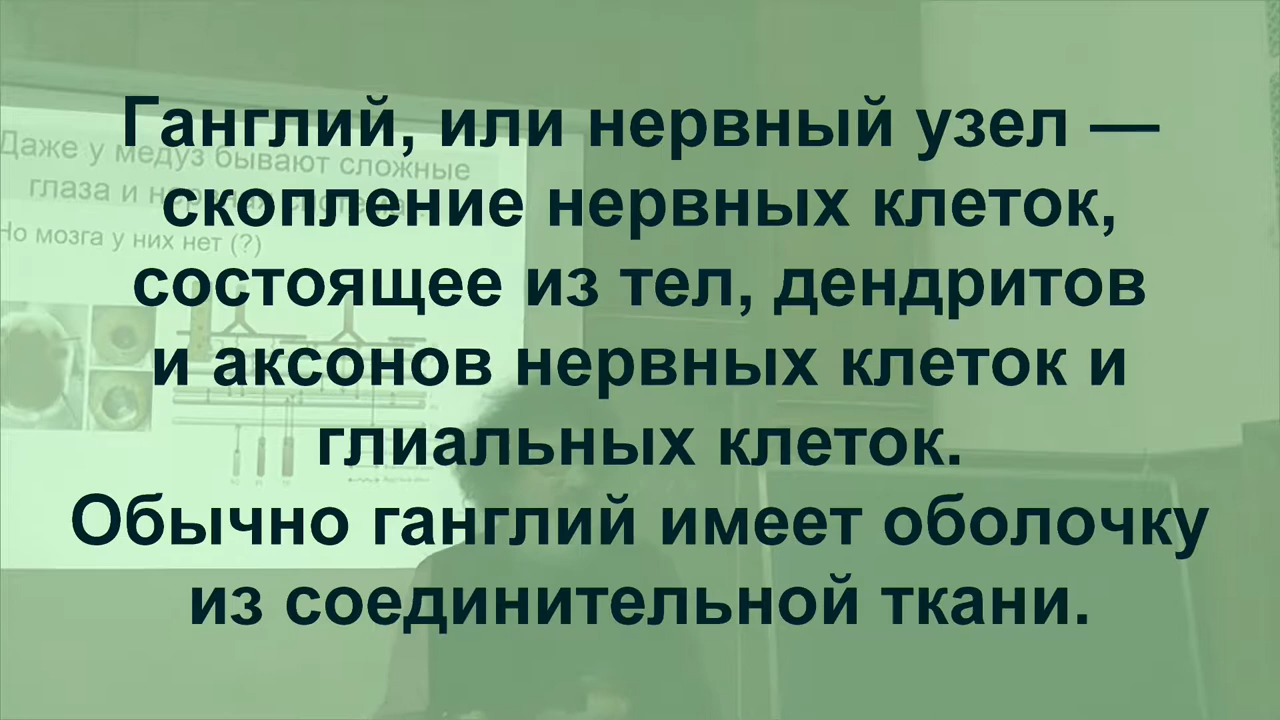 Ганглий, или нервный узел —
скопление нервных клеток,
состоящее из тел, дендритов
и аксонов нервных клеток и
глиальных клеток.
Обычно ганглий имеет оболочку
из соединительной ткани.
Даже у медуз бывают сложные
глаза и
Но мозга у них нет (?)